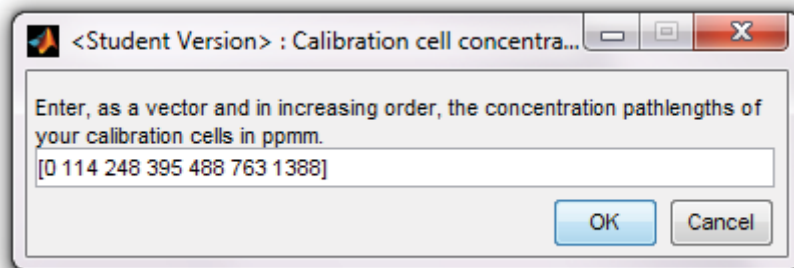 <Student Version> : Calibration cell concentra...
Enter, as a vector and in increasing order, the concentration pathlengths of
your calibration cells in ppmm.
[0 114 248 395 488 763 1388]
OK Cancel